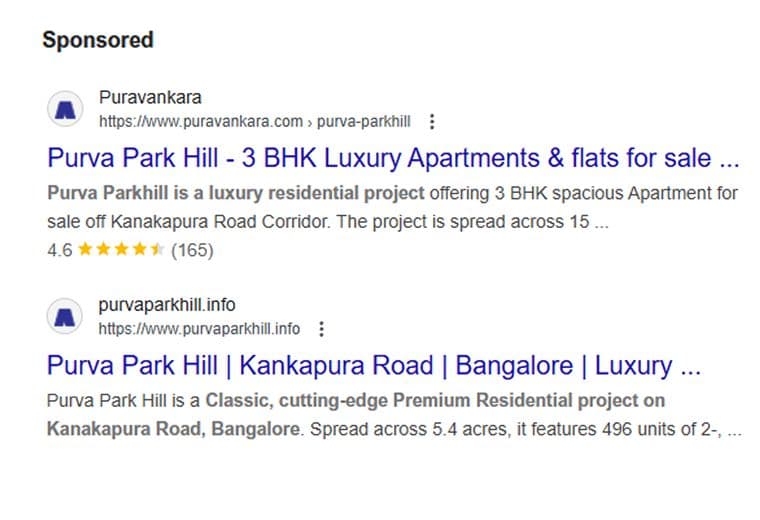 Sponsored
Puravankara
https://www.puravankara.com › purva-parkhill
Purva Park Hill - 3 BHK Luxury Apartments & flats for sale ...
Purva Parkhill is a luxury residential project offering 3 BHK spacious Apartment for
sale off Kanakapura Road Corridor. The project is spread across 15 ...
4.6 ★★★★★ (165)
purvaparkhill.info
https://www.purvaparkhill.info
Purva Park Hill | Kankapura Road | Bangalore | Luxury ...
Purva Park Hill is a Classic, cutting-edge Premium Residential project on
Kanakapura Road, Bangalore. Spread across 5.4 acres, it features 496 units of 2-, ...